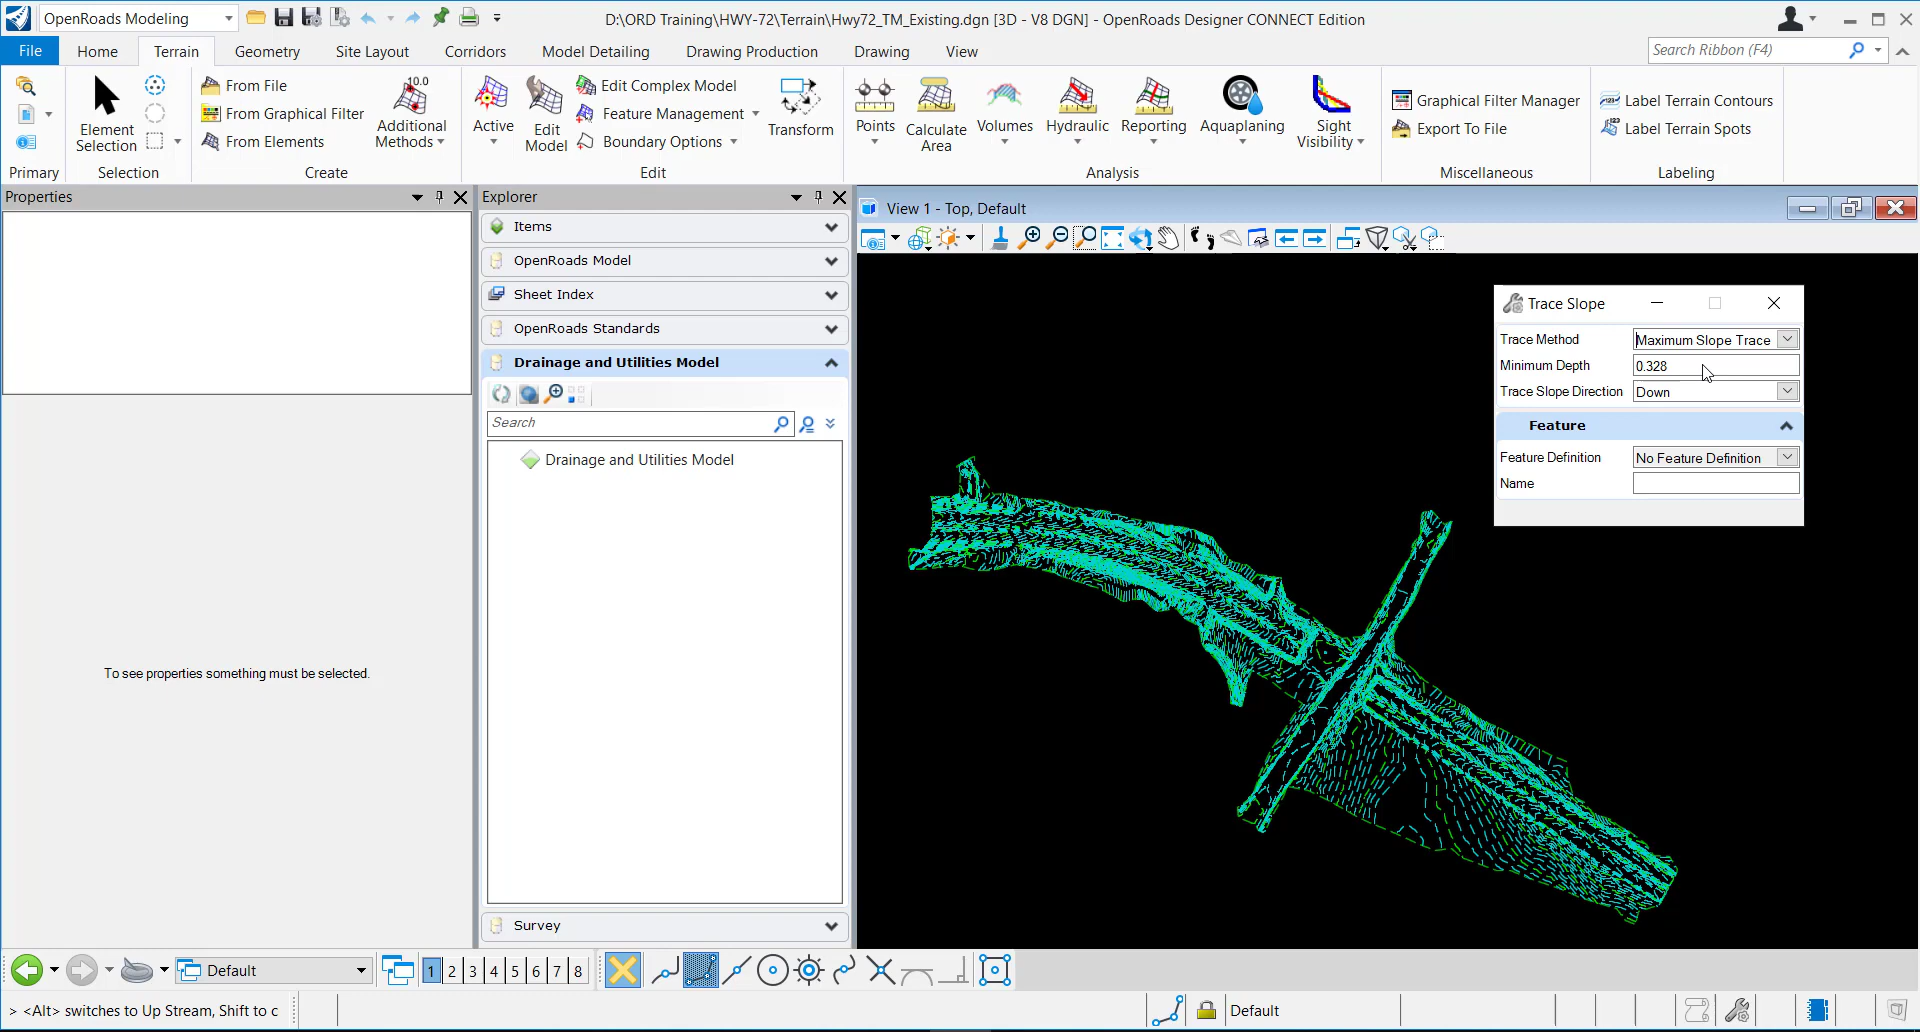 OpenRoads Modeling
D:\ORD Training\HWY-72\Terrain\Hwy72_TM_Existing.dgn [3D - V8 DGN] - OpenRoads Designer CONNECT Edition
File
Home
Terrain
Geometry
Site Layout
Corridors
Model Detailing
Drawing Production
Drawing
View
Search Ribbon (F4)
Primary
Element
Selection
Selection
From File
From Graphical Filter
From Elements
10.0
Additional
Methods
Create
Active
Edit
Model
Edit Complex Model
Feature Management
Boundary Options
Transform
Edit
Points
Calculate
Area
Volumes
Hydraulic
Reporting
Aquaplaning
Sight
Visibility
Analysis
Graphical Filter Manager
Export To File
Miscellaneous
Label Terrain Contours
Label Terrain Spots
Labeling
Properties
To see properties something must be selected.
Explorer
Items
OpenRoads Model
Sheet Index
OpenRoads Standards
Drainage and Utilities Model
Search
Drainage and Utilities Model
Survey
View 1 - Top, Default
Trace Slope
Trace Method Maximum Slope Trace
Minimum Depth 0.328
Trace Slope Direction Down
Feature
Feature Definition No Feature Definition
Name
Default
1 2 3 4 5 6 7 8
> <Alt> switches to Up Stream, Shift to c
Default